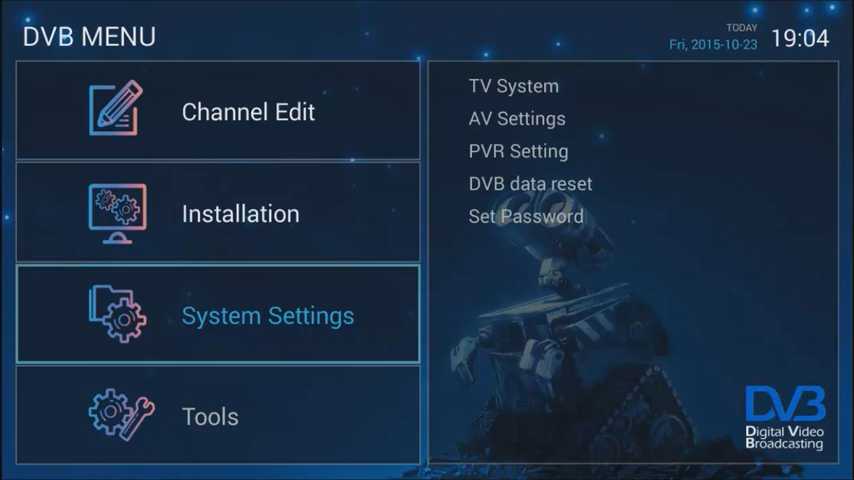 DVB MENU
TODAY
Fri, 2015-10-23
19:04
Channel Edit
Installation
System Settings
Tools
TV System
AV Settings
PVR Setting
DVB data reset
Set Password
DVB
Digital Video
Broadcasting